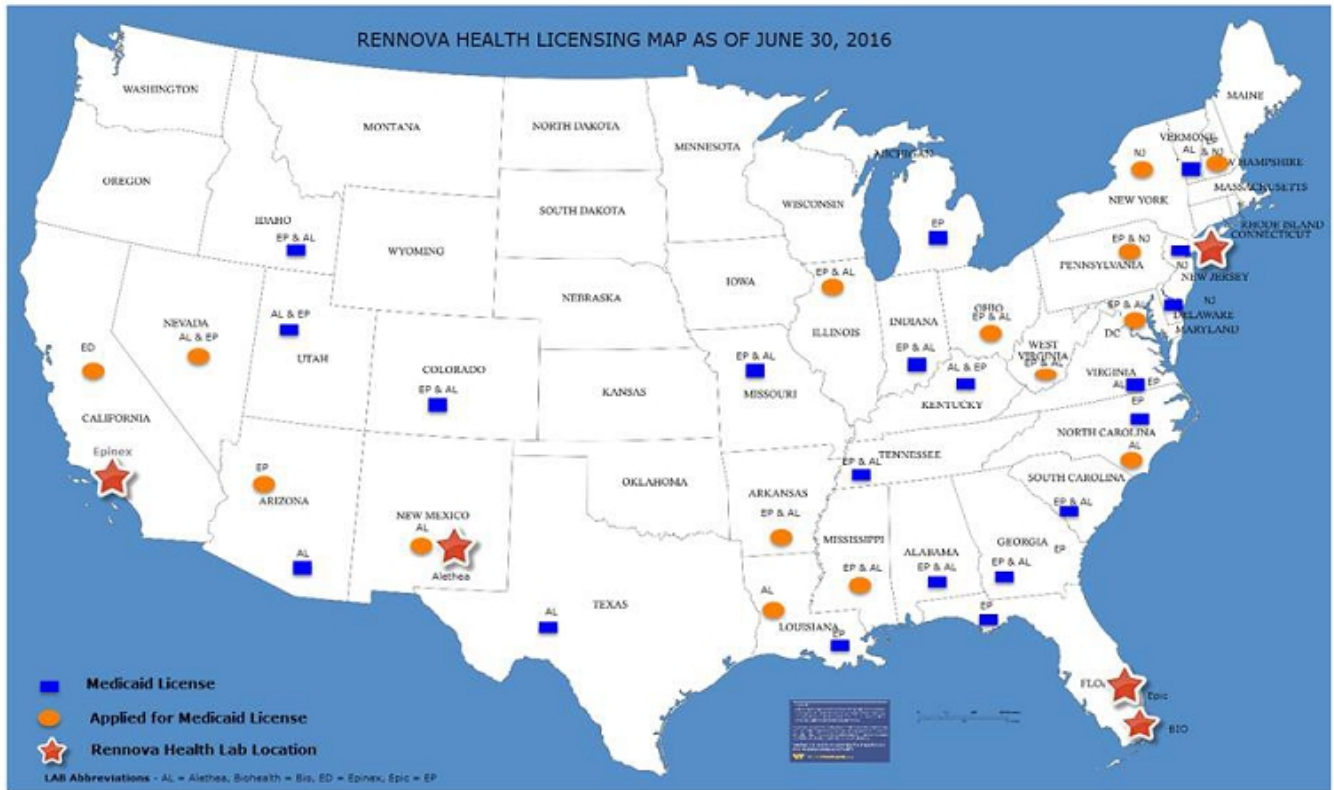 RENNOVA HEALTH LICENSING MAP AS OF JUNE 30, 2016
WASHINGTON
MONTANA
NORTH DAKOTA
MINNESOTA
MICHIGAN
MAINE
VERMONT
EP
& NJ
AL
NJ
HAMPSHIRE
OREGON
IDAHO
EP & AL
SOUTH DAKOTA
WISCONSIN
EP
NEW YORK
MASSACHUSETTS
RHODE ISLAND
CONNECTICUT
WYOMING
IOWA
EP & AL
EP & NJ
PENNSYLVANIA
NJ
NEW JERSEY
NEBRASKA
ILLINOIS
INDIANA
EP & AL
OHIO
EP & AL
EP & AL
NJ
DELAWARE
MARYLAND
DC
NEVADA
AL & EP
AL & EP
UTAH
COLORADO
EP & AL
KANSAS
EP & AL
MISSOURI
AL & EP
KENTUCKY
WEST
VIRGINIA
EP & AL
VIRGINIA
AL
EP
ED
CALIFORNIA
Epinex
EP
NORTH CAROLINA
AL
TENNESSEE
EP & AL
SOUTH CAROLINA
EP & AL
EP
ARIZONA
AL
NEW MEXICO
AL
Alethea
OKLAHOMA
ARKANSAS
EP & AL
MISSISSIPPI
EP & AL
ALABAMA
EP & AL
GEORGIA
EP
EP & AL
TEXAS
AL
AL
LOUISIANA
EP
EP
FLO
Epic
BIO
Medicaid License
Applied for Medicaid License
Rennova Health Lab Location
LAB Abbreviations - AL = Alethea, Biohealth = Bio, ED = Epinex, Epic = EP